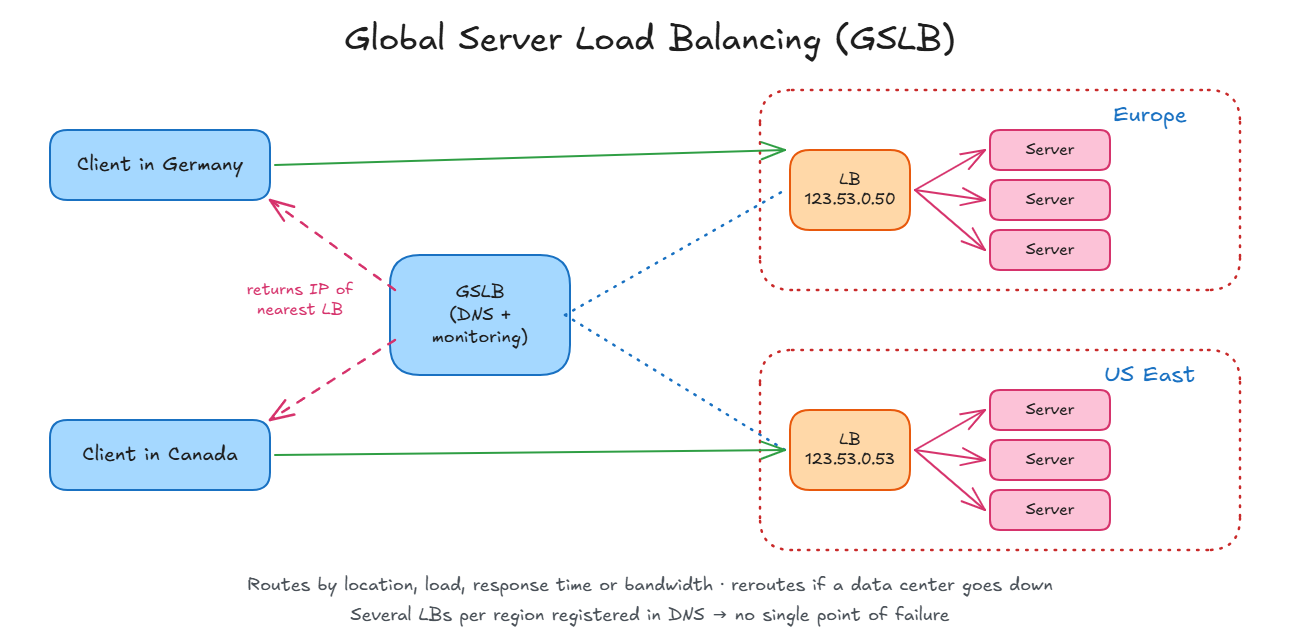 Global Server Load Balancing (GSLB)
Europe
Client in Germany
LB
123.53.0.50
Server
Server
Server
returns IP of
nearest LB
GSLB
(DNS +
monitoring)
US East
Client in Canada
LB
123.53.0.53
Server
Server
Server
Routes by location, load, response time or bandwidth · reroutes if a data center goes down
Several LBs per region registered in DNS → no single point of failure